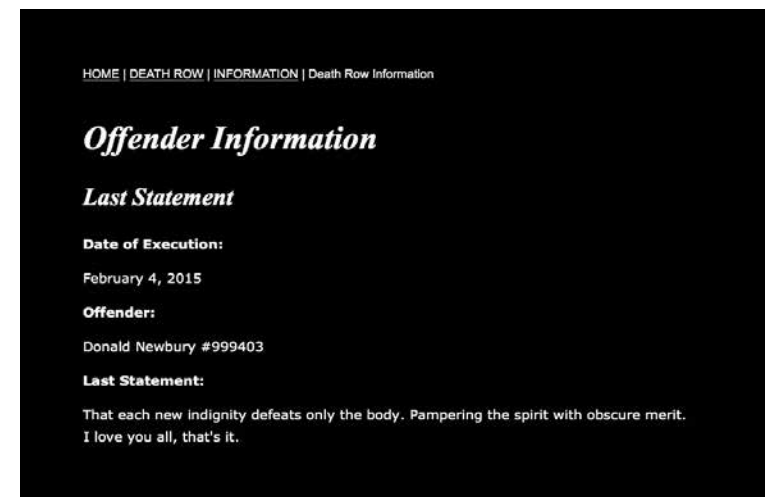 HOME | DEATH ROW | INFORMATION | Death Row Information
Offender Information
Last Statement
Date of Execution:
February 4, 2015
Offender:
Donald Newbury #999403
Last Statement:
That each new indignity defeats only the body. Pampering the spirit with obscure merit.
I love you all, that's it.